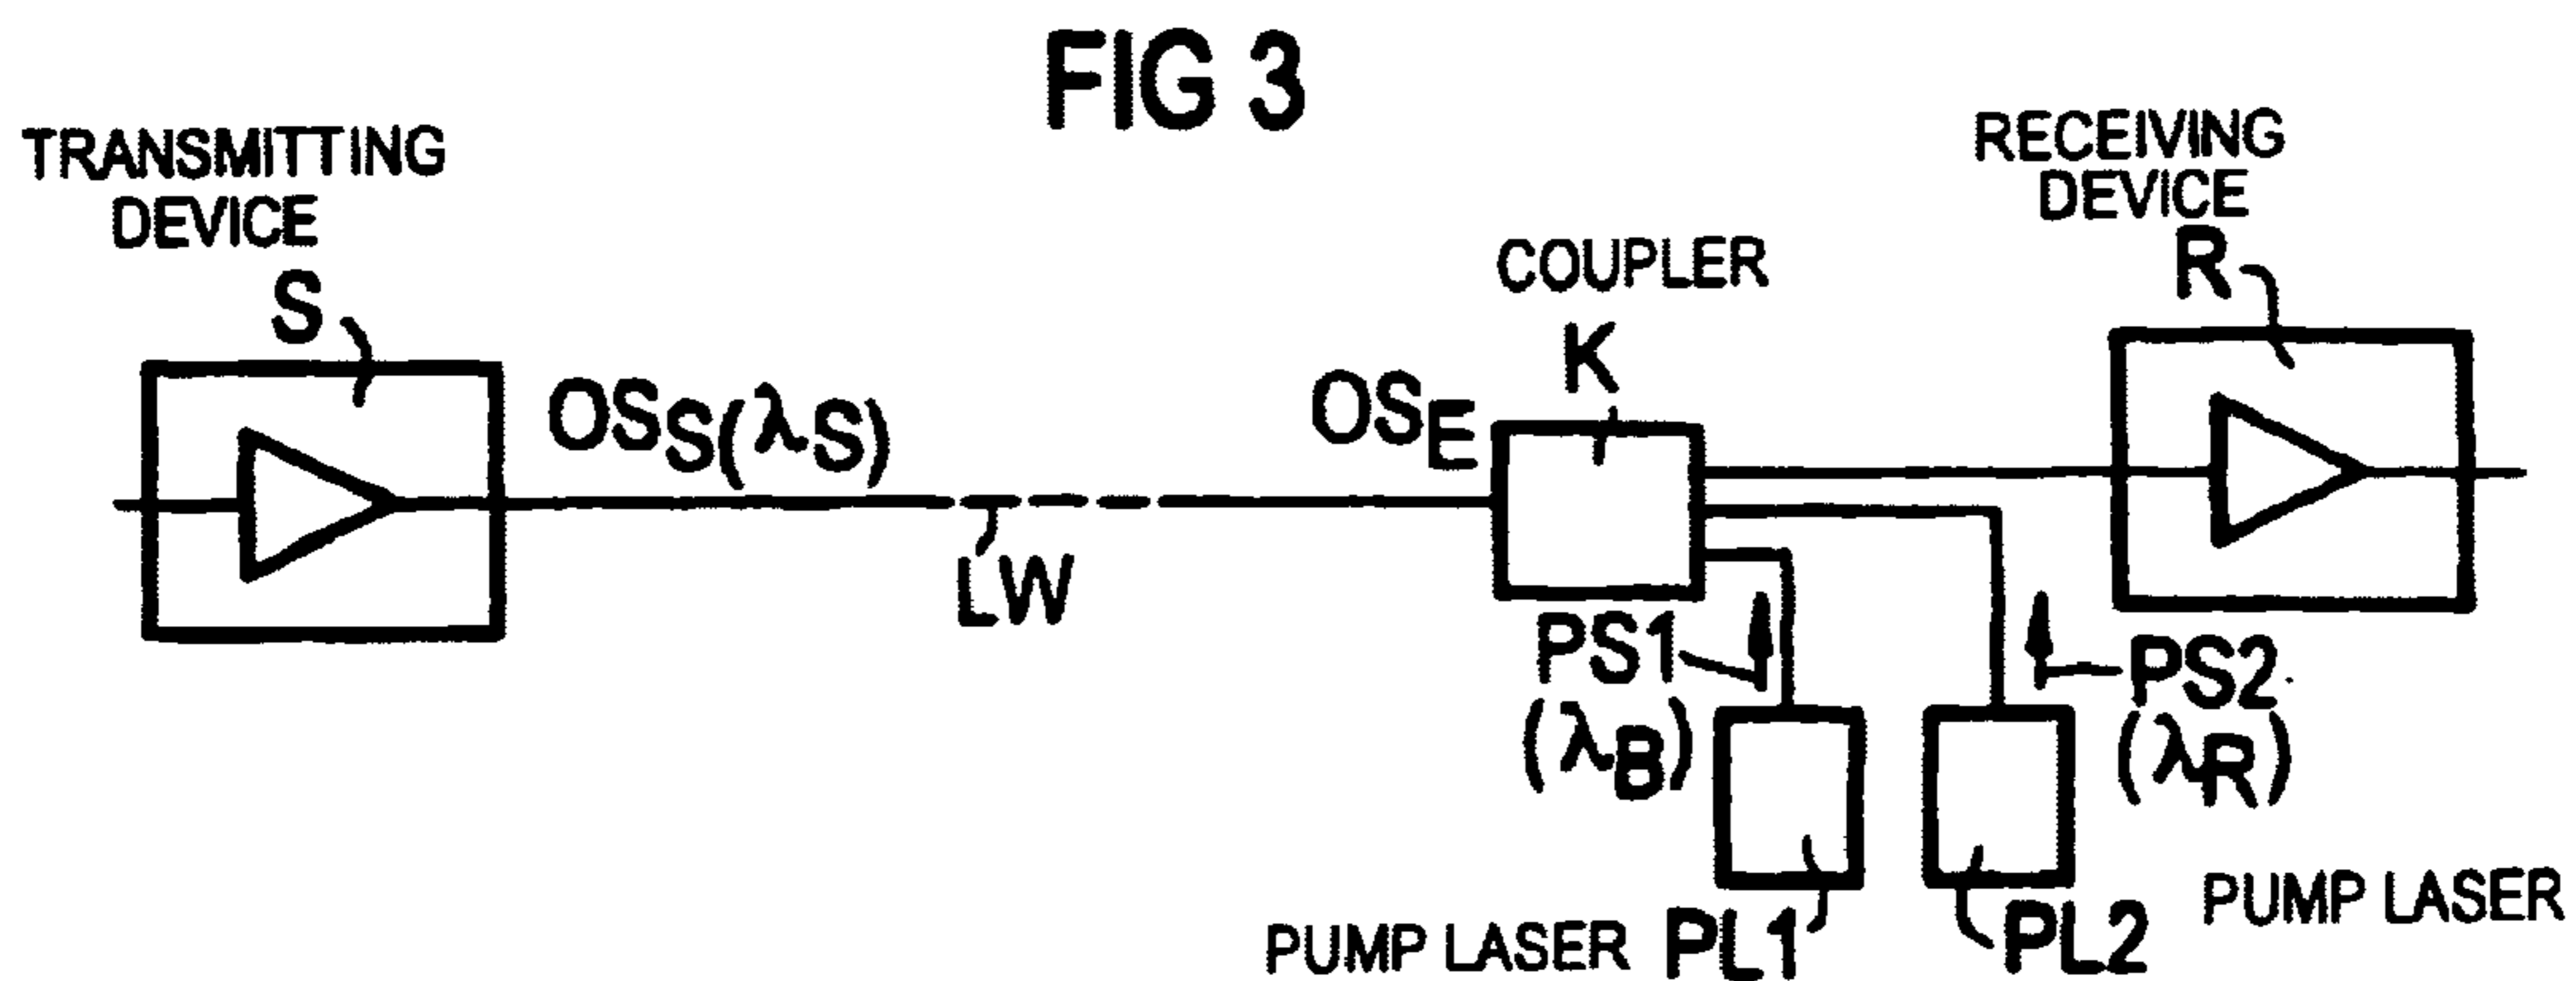 FIG 3
TRANSMITTING
DEVICE
S
OSS(λS)
LW
OSE
COUPLER
K
RECEIVING
DEVICE
R
PS1
(λB)
PS2
(λR)
PUMP LASER PL1
PL2 PUMP LASER